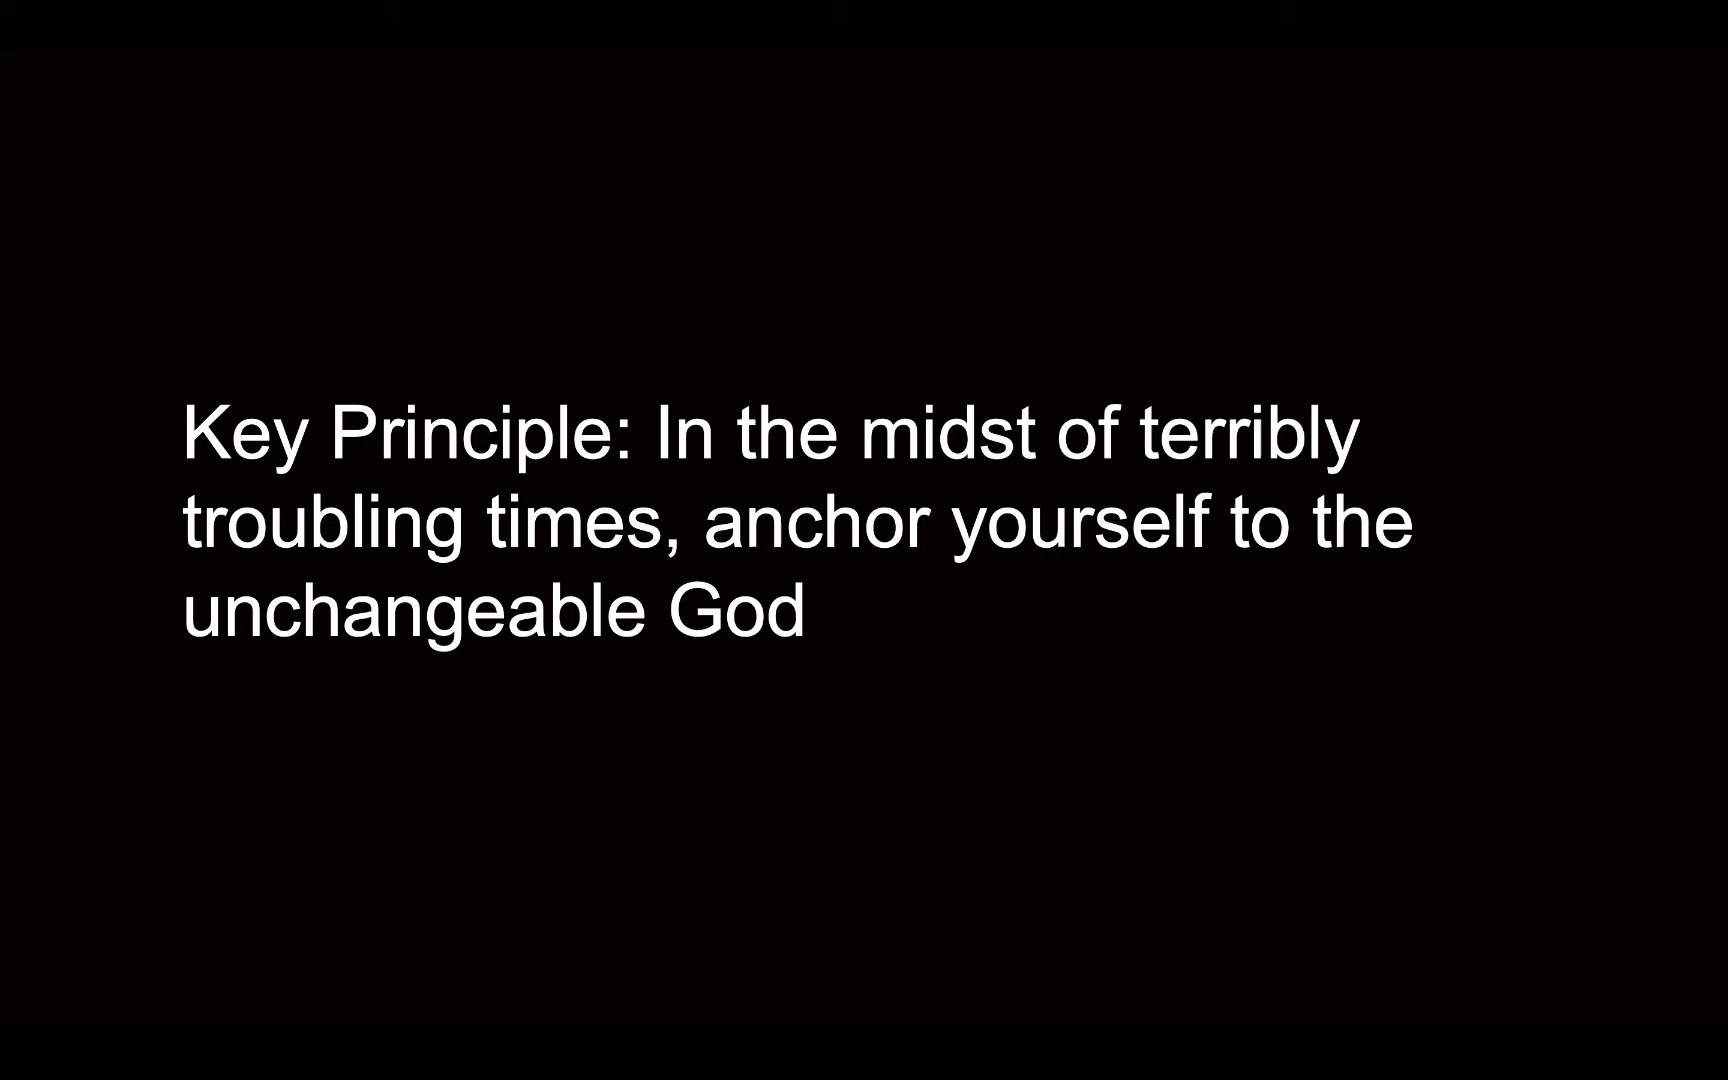 Key Principle: In the midst of terribly
troubling times, anchor yourself to the
unchangeable God